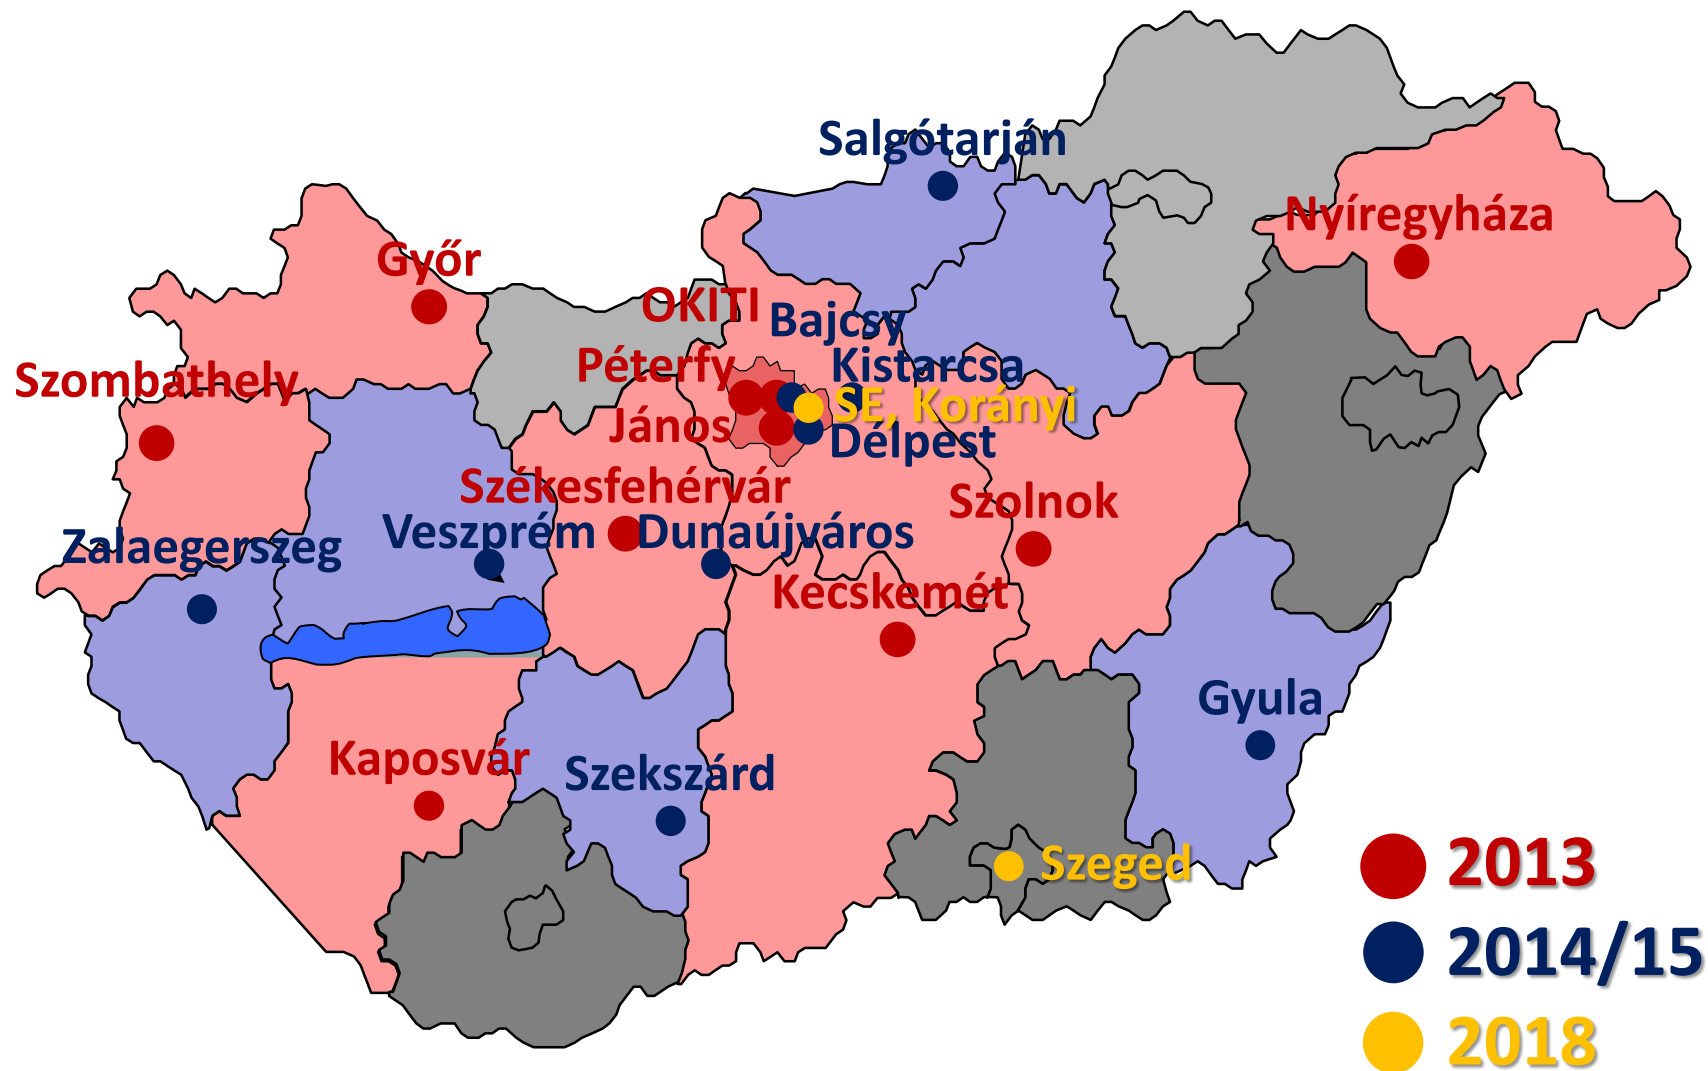 Salgótarján
Nyíregyháza
Győr
OKITI
Bajcsy
Péterfy
Kistarcsa
Szombathely
SE, Korányi
János
Délpest
Székesfehérvár
Szolnok
Zalaegerszeg
Veszprém
Dunaújváros
Kecskemét
Gyula
Kaposvár
Szekszárd
Szeged
2013
2014/15
2018